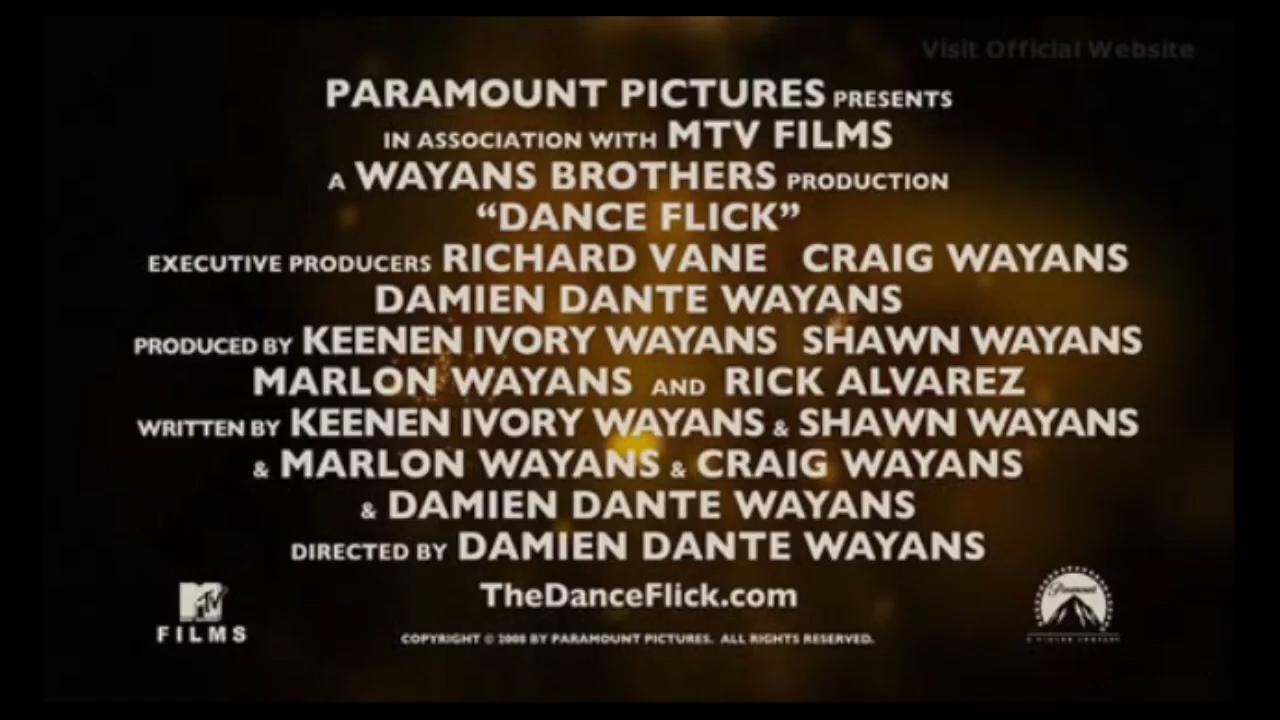 Visit Official Website
PARAMOUNT PICTURES PRESENTS
IN ASSOCIATION WITH MTV FILMS
A WAYANS BROTHERS PRODUCTION
“DANCE FLICK”
EXECUTIVE PRODUCERS RICHARD VANE CRAIG WAYANS
DAMIEN DANTE WAYANS
PRODUCED BY KEENEN IVORY WAYANS SHAWN WAYANS
MARLON WAYANS AND RICK ALVAREZ
WRITTEN BY KEENEN IVORY WAYANS & SHAWN WAYANS
& MARLON WAYANS & CRAIG WAYANS
& DAMIEN DANTE WAYANS
DIRECTED BY DAMIEN DANTE WAYANS
TheDanceFlick.com
MTV
FILMS
Paramount
COPYRIGHT © 2008 BY PARAMOUNT PICTURES. ALL RIGHTS RESERVED.